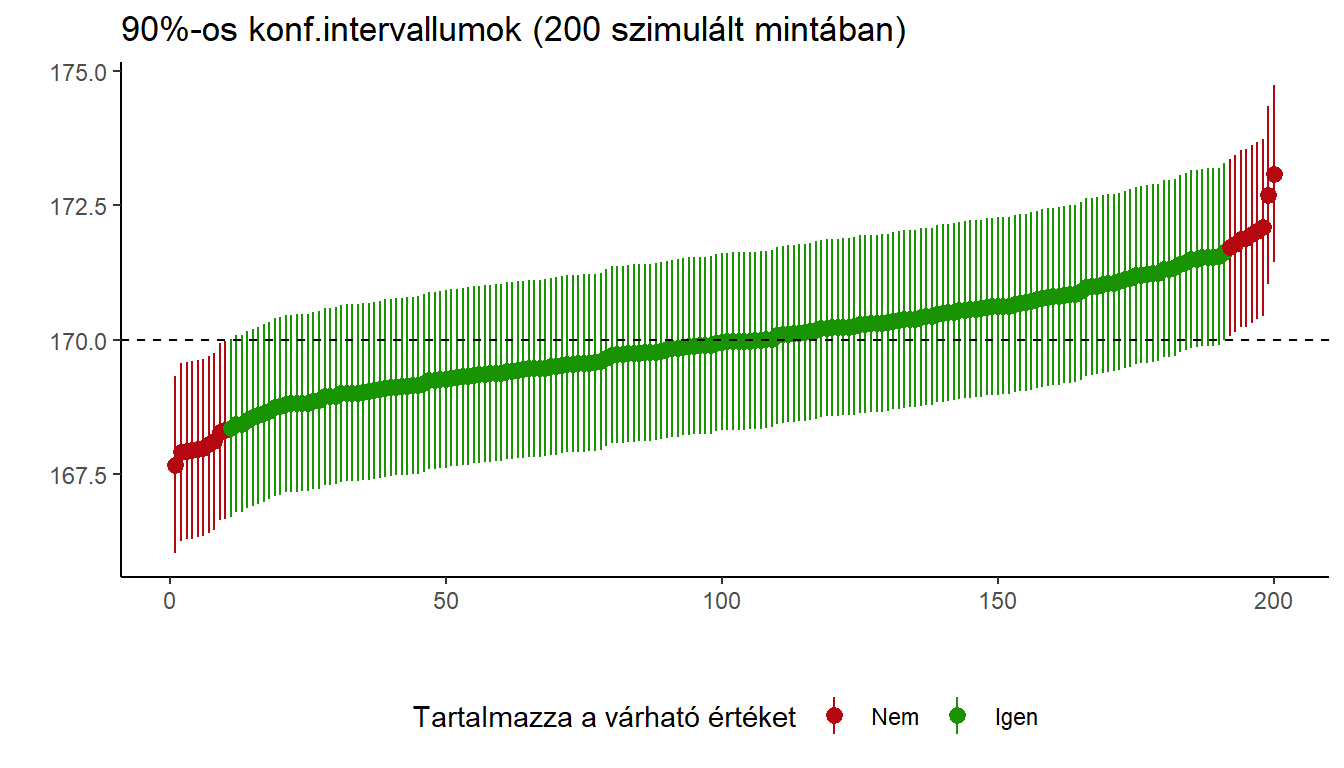 90%-os konf.intervallumok (200 szimulált mintában)
175.0
172.5
170.0
167.5
0 50 100 150 200
Tartalmazza a várható értéket Nem Igen